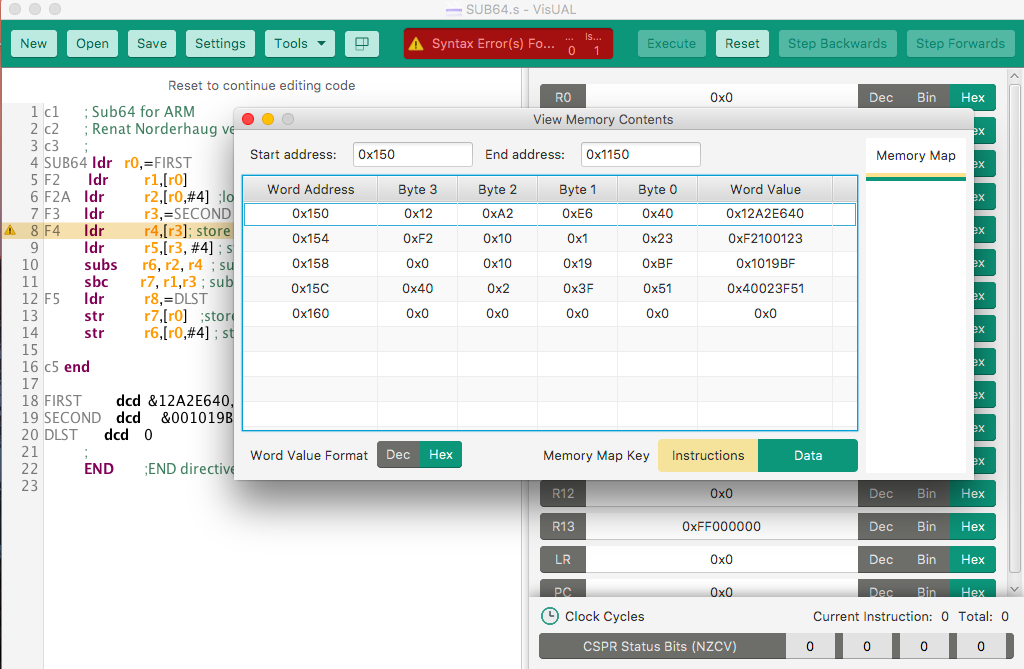 SUB64.s - VisUAL
New Open Save Settings Tools Syntax Error(s) Fo... ... 0 Is... 1 Execute Reset Step Backwards Step Forwards
Reset to continue editing code
1 c1 ; Sub64 for ARM
2 c2 ; Renat Norderhaug ve
3 c3 ;
4 SUB64 ldr r0,=FIRST
5 F2 ldr r1,[r0]
6 F2A ldr r2,[r0,#4] ;lo
7 F3 ldr r3,=SECOND
8 F4 ldr r4,[r3]; store
9 ldr r5,[r3, #4] ; s
10 subs r6, r2, r4 ; su
11 sbc r7, r1,r3 ; sub
12 F5 ldr r8,=DLST
13 str r7,[r0] ;store
14 str r6,[r0,#4] ; st
15
16 c5 end
17
18 FIRST dcd &12A2E640,
19 SECOND dcd &001019B
20 DLST dcd 0
21 ;
22 END ;END directive
23
R0 0x0 Dec Bin Hex
View Memory Contents
Start address: 0x150 End address: 0x1150
Memory Map
Word Address Byte 3 Byte 2 Byte 1 Byte 0 Word Value
0x150 0x12 0xA2 0xE6 0x40 0x12A2E640
0x154 0xF2 0x10 0x1 0x23 0xF2100123
0x158 0x0 0x10 0x19 0xBF 0x1019BF
0x15C 0x40 0x2 0x3F 0x51 0x40023F51
0x160 0x0 0x0 0x0 0x0 0x0
Word Value Format Dec Hex Memory Map Key Instructions Data
R12 0x0 Dec Bin Hex
R13 0xFF000000 Dec Bin Hex
LR 0x0 Dec Bin Hex
PC 0x0 Dec Bin Hex
Clock Cycles Current Instruction: 0 Total: 0
CSPR Status Bits (NZCV) 0 0 0 0